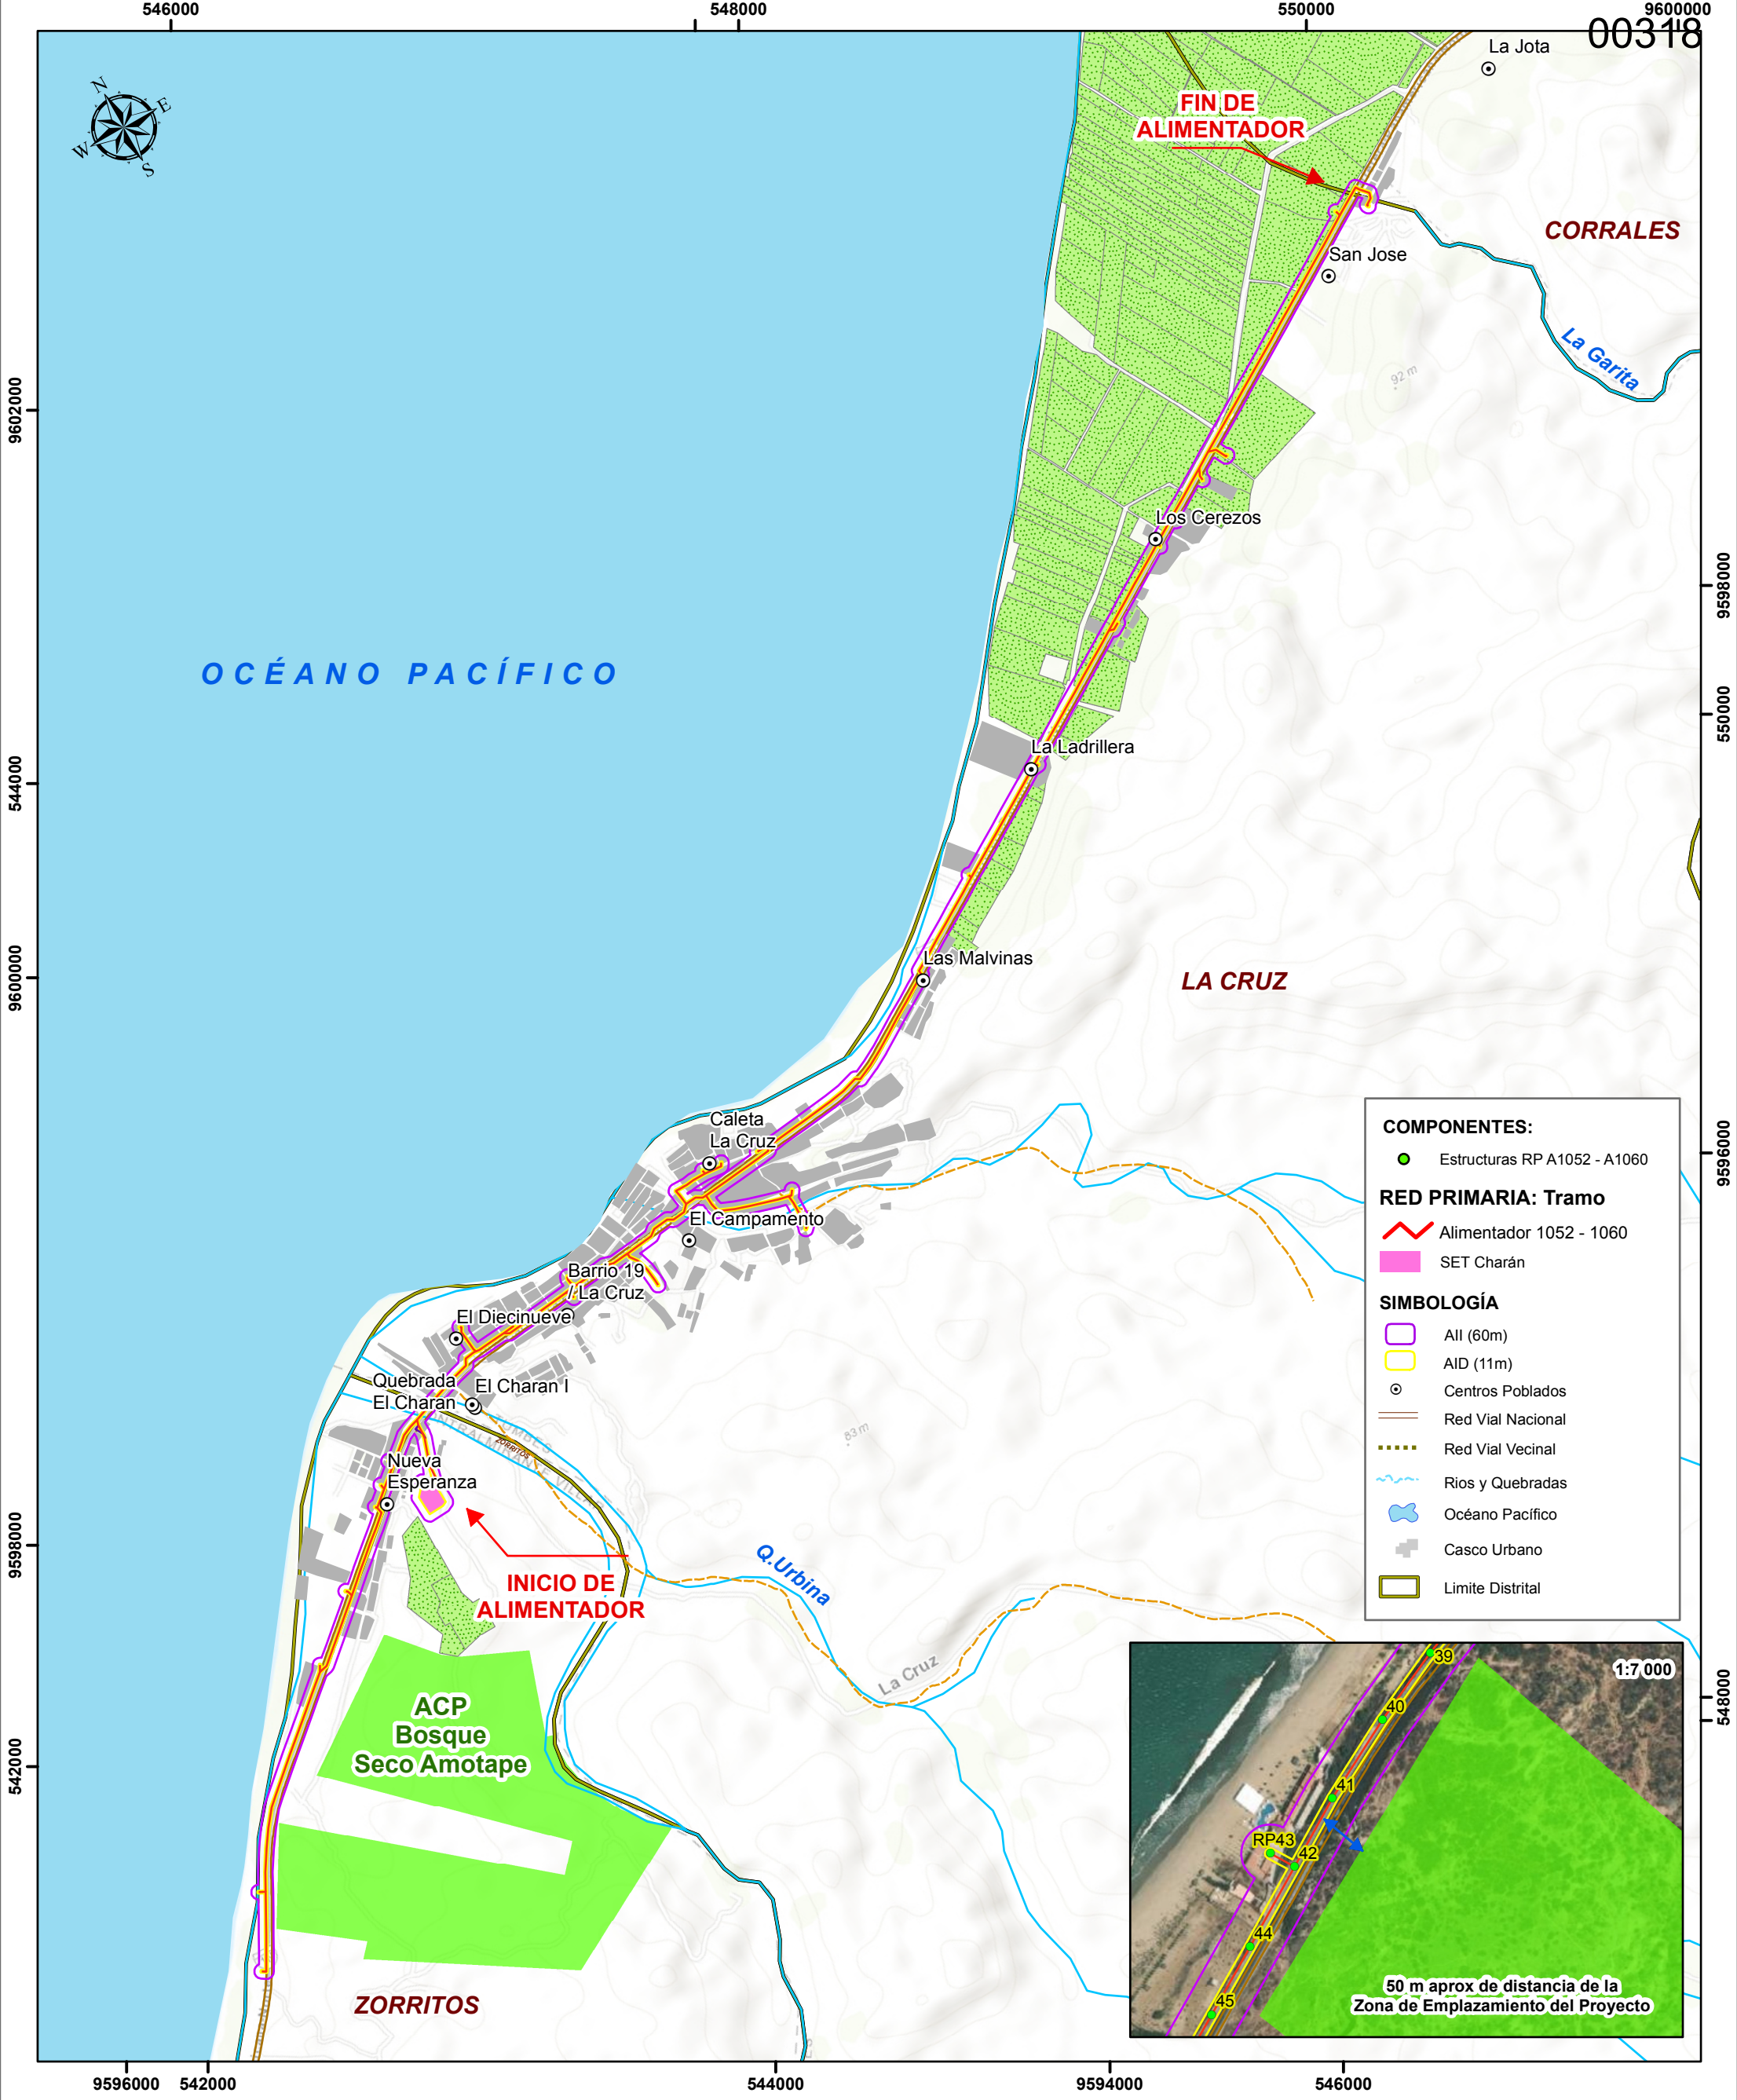 546000
548000
550000
9600000
00318
La Jota
N
E
W
S
FIN DE
ALIMENTADOR
CORRALES
San Jose
La Garita
92 m
9602000
Los Cerezos
9598000
OCÉANO PACÍFICO
550000
La Ladrillera
544000
Las Malvinas
9600000
LA CRUZ
Caleta
La Cruz
El Campamento
Barrio 19
/ La Cruz
El Diecinueve
Quebrada
El Charan
El Charan I
TUMBES
CONTRALMIRANTE VILLAR
ZORRITOS
83 m
Nueva
Esperanza
9598000
INICIO DE
ALIMENTADOR
Q.Urbina
La Cruz
ACP
Bosque
Seco Amotape
542000
ZORRITOS
COMPONENTES:
Estructuras RP A1052 - A1060
9596000
RED PRIMARIA: Tramo
Alimentador 1052 - 1060
SET Charán
SIMBOLOGÍA
AII (60m)
AID (11m)
Centros Poblados
Red Vial Nacional
Red Vial Vecinal
Rios y Quebradas
Océano Pacífico
Casco Urbano
Limite Distrital
1:7 000
39
40
41
RP43
42
44
45
50 m aprox de distancia de la
Zona de Emplazamiento del Proyecto
548000
9596000
542000
544000
9594000
546000